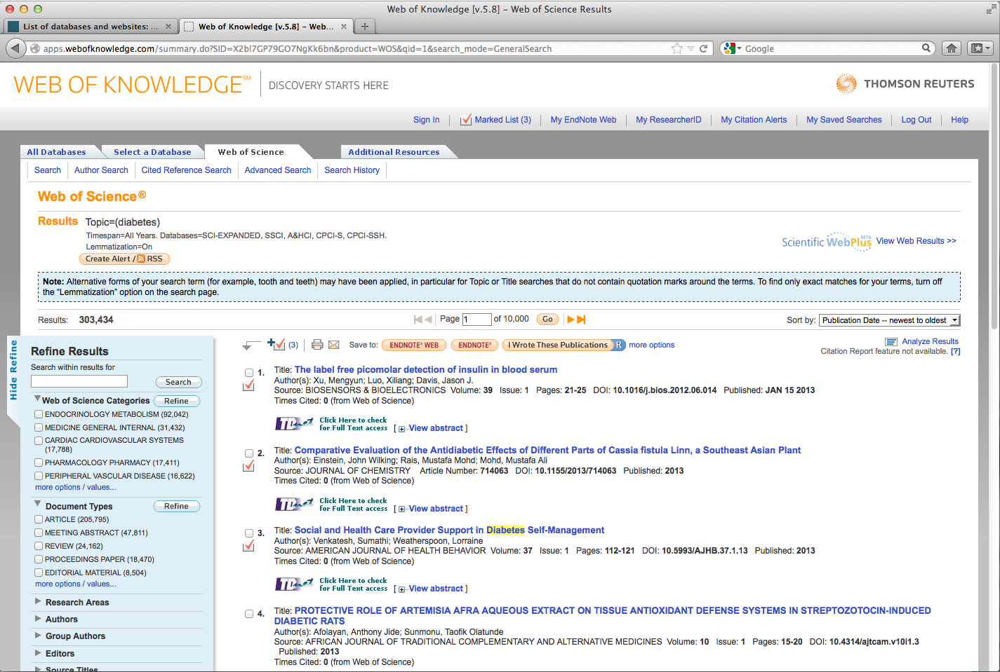 Web of Knowledge [v.5.8] – Web of Science Results
List of databases and websites: ...
Web of Knowledge [v.5.8] – Web...
apps.webofknowledge.com/summary.do?SID=X2bI7GP79GO7NgKk6bn&product=WOS&qid=1&search_mode=GeneralSearch
Google
WEB OF KNOWLEDGE SM
DISCOVERY STARTS HERE
THOMSON REUTERS
Sign In
Marked List (3)
My EndNote Web
My ResearcherID
My Citation Alerts
My Saved Searches
Log Out
Help
All Databases
Select a Database
Web of Science
Additional Resources
Search
Author Search
Cited Reference Search
Advanced Search
Search History
Web of Science®
Results Topic=(diabetes)
Timespan=All Years. Databases=SCI-EXPANDED, SSCI, A&HCI, CPCI-S, CPCI-SSH.
Lemmatization=On
Create Alert / RSS
Scientific WebPlus BETA View Web Results >>
Note: Alternative forms of your search term (for example, tooth and teeth) may have been applied, in particular for Topic or Title searches that do not contain quotation marks around the terms. To find only exact matches for your terms, turn off
the "Lemmatization" option on the search page.
Results: 303,434
Page 1 of 10,000 Go
Sort by: Publication Date -- newest to oldest
Hide Refine
Refine Results
Search within results for
Search
Web of Science Categories Refine
ENDOCRINOLOGY METABOLISM (92,042)
MEDICINE GENERAL INTERNAL (31,432)
CARDIAC CARDIOVASCULAR SYSTEMS
(17,788)
PHARMACOLOGY PHARMACY (17,411)
PERIPHERAL VASCULAR DISEASE (16,622)
more options / values...
Document Types Refine
ARTICLE (205,795)
MEETING ABSTRACT (47,811)
REVIEW (24,162)
PROCEEDINGS PAPER (18,470)
EDITORIAL MATERIAL (8,504)
more options / values...
Research Areas
Authors
Group Authors
Editors
Source Titles
(3)
Save to: ENDNOTE® WEB ENDNOTE® I Wrote These Publications R more options
Analyze Results
Citation Report feature not available. [?]
1. Title: The label free picomolar detection of insulin in blood serum
Author(s): Xu, Mengyun; Luo, Xiliang; Davis, Jason J.
Source: BIOSENSORS & BIOELECTRONICS Volume: 39 Issue: 1 Pages: 21-25 DOI: 10.1016/j.bios.2012.06.014 Published: JAN 15 2013
Times Cited: 0 (from Web of Science)
TDnet Click Here to check
for Full Text access [ View abstract ]
2. Title: Comparative Evaluation of the Antidiabetic Effects of Different Parts of Cassia fistula Linn, a Southeast Asian Plant
Author(s): Einstein, John Wilking; Rais, Mustafa Mohd; Mohd, Mustafa Ali
Source: JOURNAL OF CHEMISTRY Article Number: 714063 DOI: 10.1155/2013/714063 Published: 2013
Times Cited: 0 (from Web of Science)
TDnet Click Here to check
for Full Text access [ View abstract ]
3. Title: Social and Health Care Provider Support in Diabetes Self-Management
Author(s): Venkatesh, Sumathi; Weatherspoon, Lorraine
Source: AMERICAN JOURNAL OF HEALTH BEHAVIOR Volume: 37 Issue: 1 Pages: 112-121 DOI: 10.5993/AJHB.37.1.13 Published: 2013
Times Cited: 0 (from Web of Science)
TDnet Click Here to check
for Full Text access [ View abstract ]
4. Title: PROTECTIVE ROLE OF ARTEMISIA AFRA AQUEOUS EXTRACT ON TISSUE ANTIOXIDANT DEFENSE SYSTEMS IN STREPTOZOTOCIN-INDUCED
DIABETIC RATS
Author(s): Afolayan, Anthony Jide; Sunmonu, Taofik Olatunde
Source: AFRICAN JOURNAL OF TRADITIONAL COMPLEMENTARY AND ALTERNATIVE MEDICINES Volume: 10 Issue: 1 Pages: 15-20 DOI: 10.4314/ajtcam.v10i1.3
Published: 2013
Times Cited: 0 (from Web of Science)